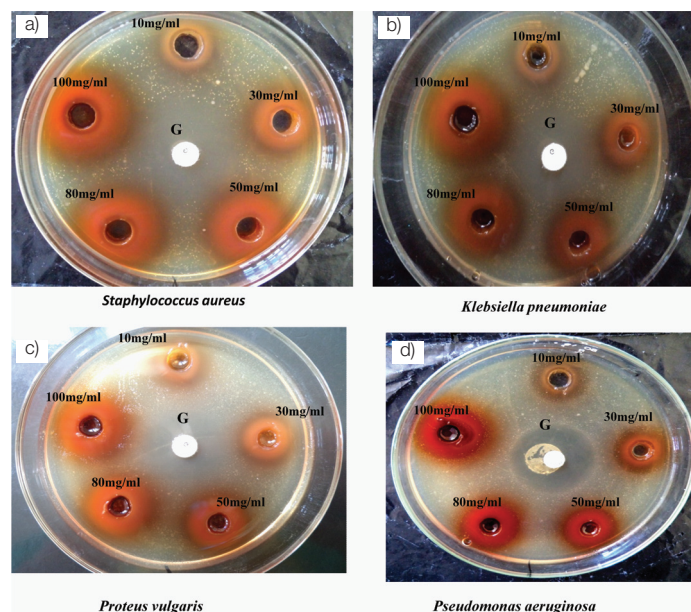 a)
10mg/ml
100mg/ml
30mg/ml
G
80mg/ml
50mg/ml
Staphylococcus aureus
b)
10mg/ml
100mg/ml
30mg/ml
G
80mg/ml
50mg/ml
Klebsiella pneumoniae
c)
10mg/ml
100mg/ml
30mg/ml
G
80mg/ml
50mg/ml
Proteus vulgaris
d)
10mg/ml
100mg/ml
G
30mg/ml
80mg/ml
50mg/ml
Pseudomonas aeruginosa